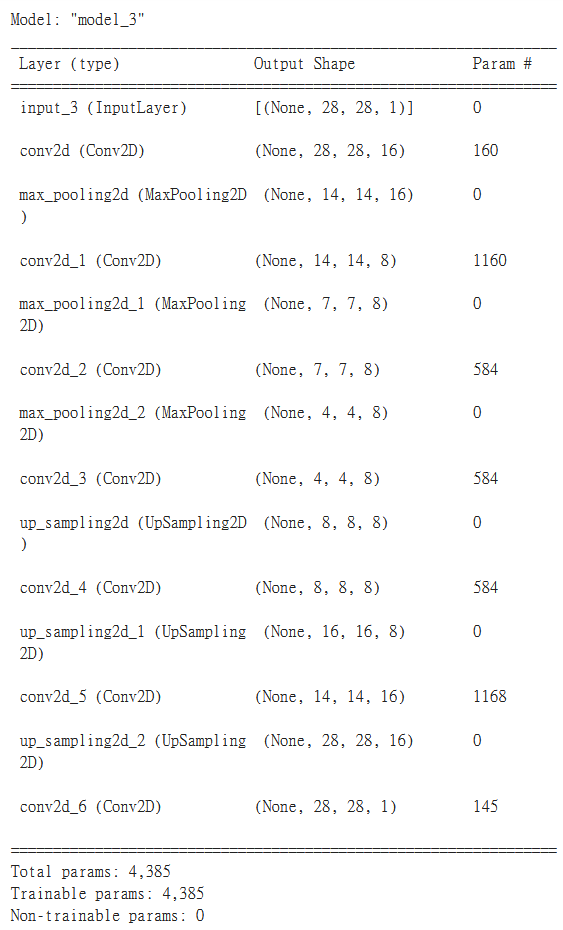 Model: "model_3"
_________________________________________________________________
Layer (type) Output Shape Param #
=================================================================
input_3 (InputLayer) [(None, 28, 28, 1)] 0
conv2d (Conv2D) (None, 28, 28, 16) 160
max_pooling2d (MaxPooling2D (None, 14, 14, 16) 0
)
conv2d_1 (Conv2D) (None, 14, 14, 8) 1160
max_pooling2d_1 (MaxPooling (None, 7, 7, 8) 0
2D)
conv2d_2 (Conv2D) (None, 7, 7, 8) 584
max_pooling2d_2 (MaxPooling (None, 4, 4, 8) 0
2D)
conv2d_3 (Conv2D) (None, 4, 4, 8) 584
up_sampling2d (UpSampling2D (None, 8, 8, 8) 0
)
conv2d_4 (Conv2D) (None, 8, 8, 8) 584
up_sampling2d_1 (UpSampling (None, 16, 16, 8) 0
2D)
conv2d_5 (Conv2D) (None, 14, 14, 16) 1168
up_sampling2d_2 (UpSampling (None, 28, 28, 16) 0
2D)
conv2d_6 (Conv2D) (None, 28, 28, 1) 145
=================================================================
Total params: 4,385
Trainable params: 4,385
Non-trainable params: 0